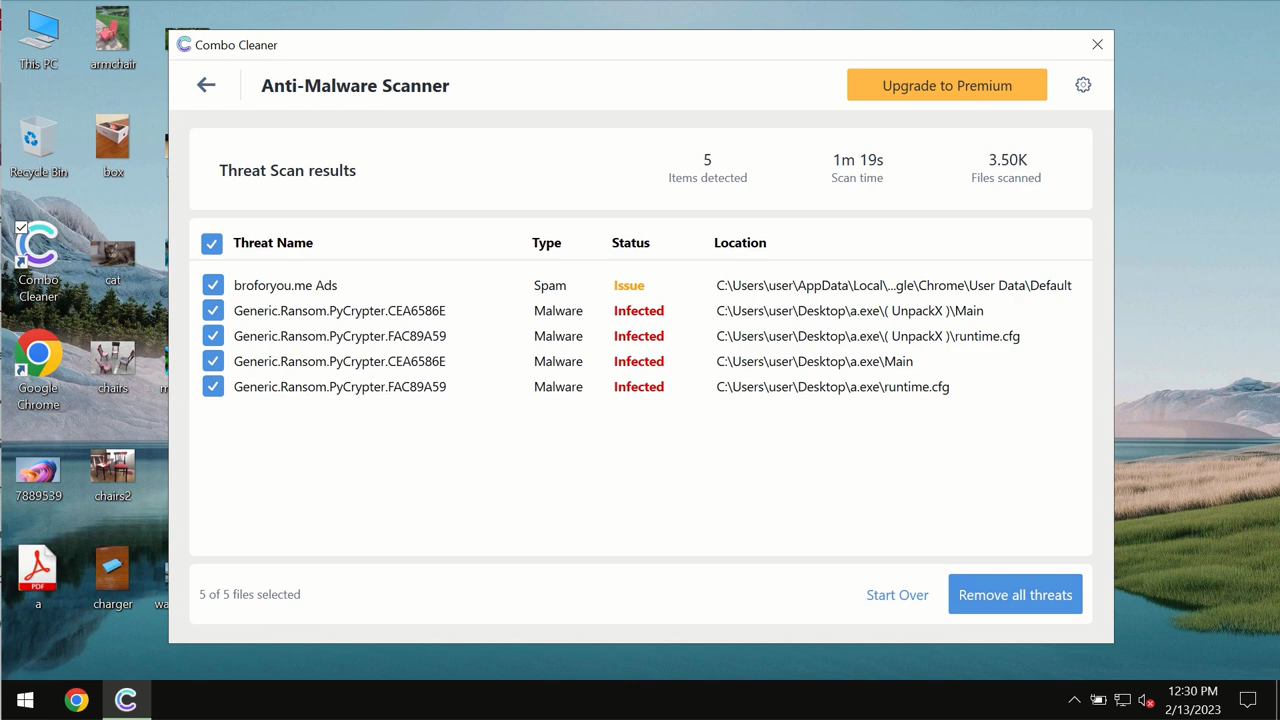 Combo Cleaner
Anti-Malware Scanner
Upgrade to Premium
Threat Scan results
5
Items detected
1m 19s
Scan time
3.50K
Files scanned
Threat Name Type Status Location
broforyou.me Ads Spam Issue C:\Users\user\AppData\Local\...gle\Chrome\User Data\Default
Generic.Ransom.PyCrypter.CEA6586E Malware Infected C:\Users\user\Desktop\a.exe\( UnpackX )\Main
Generic.Ransom.PyCrypter.FAC89A59 Malware Infected C:\Users\user\Desktop\a.exe\( UnpackX )\runtime.cfg
Generic.Ransom.PyCrypter.CEA6586E Malware Infected C:\Users\user\Desktop\a.exe\Main
Generic.Ransom.PyCrypter.FAC89A59 Malware Infected C:\Users\user\Desktop\a.exe\runtime.cfg
5 of 5 files selected
Start Over
Remove all threats
This PC
armchair
Recycle Bin
box
Combo
Cleaner
cat
Google
Chrome
chairs
7889539
chairs2
PDF
a
charger
12:30 PM
2/13/2023